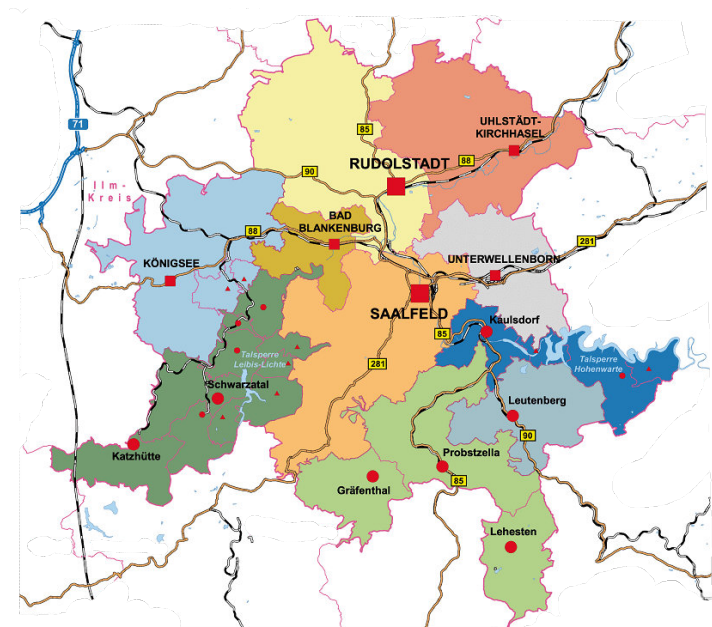 71
85
UHLSTÄDT-
KIRCHHASEL
RUDOLSTADT
88
90
Ilm-
Kreis
BAD
BLANKENBURG
88
281
KÖNIGSEE
UNTERWELLENBORN
SAALFELD
Kaulsdorf
85
Talsperre
Leibis-Lichte
281
Talsperre
Hohenwarte
Schwarzatal
Leutenberg
90
Katzhütte
Probstzella
85
Gräfenthal
Lehesten